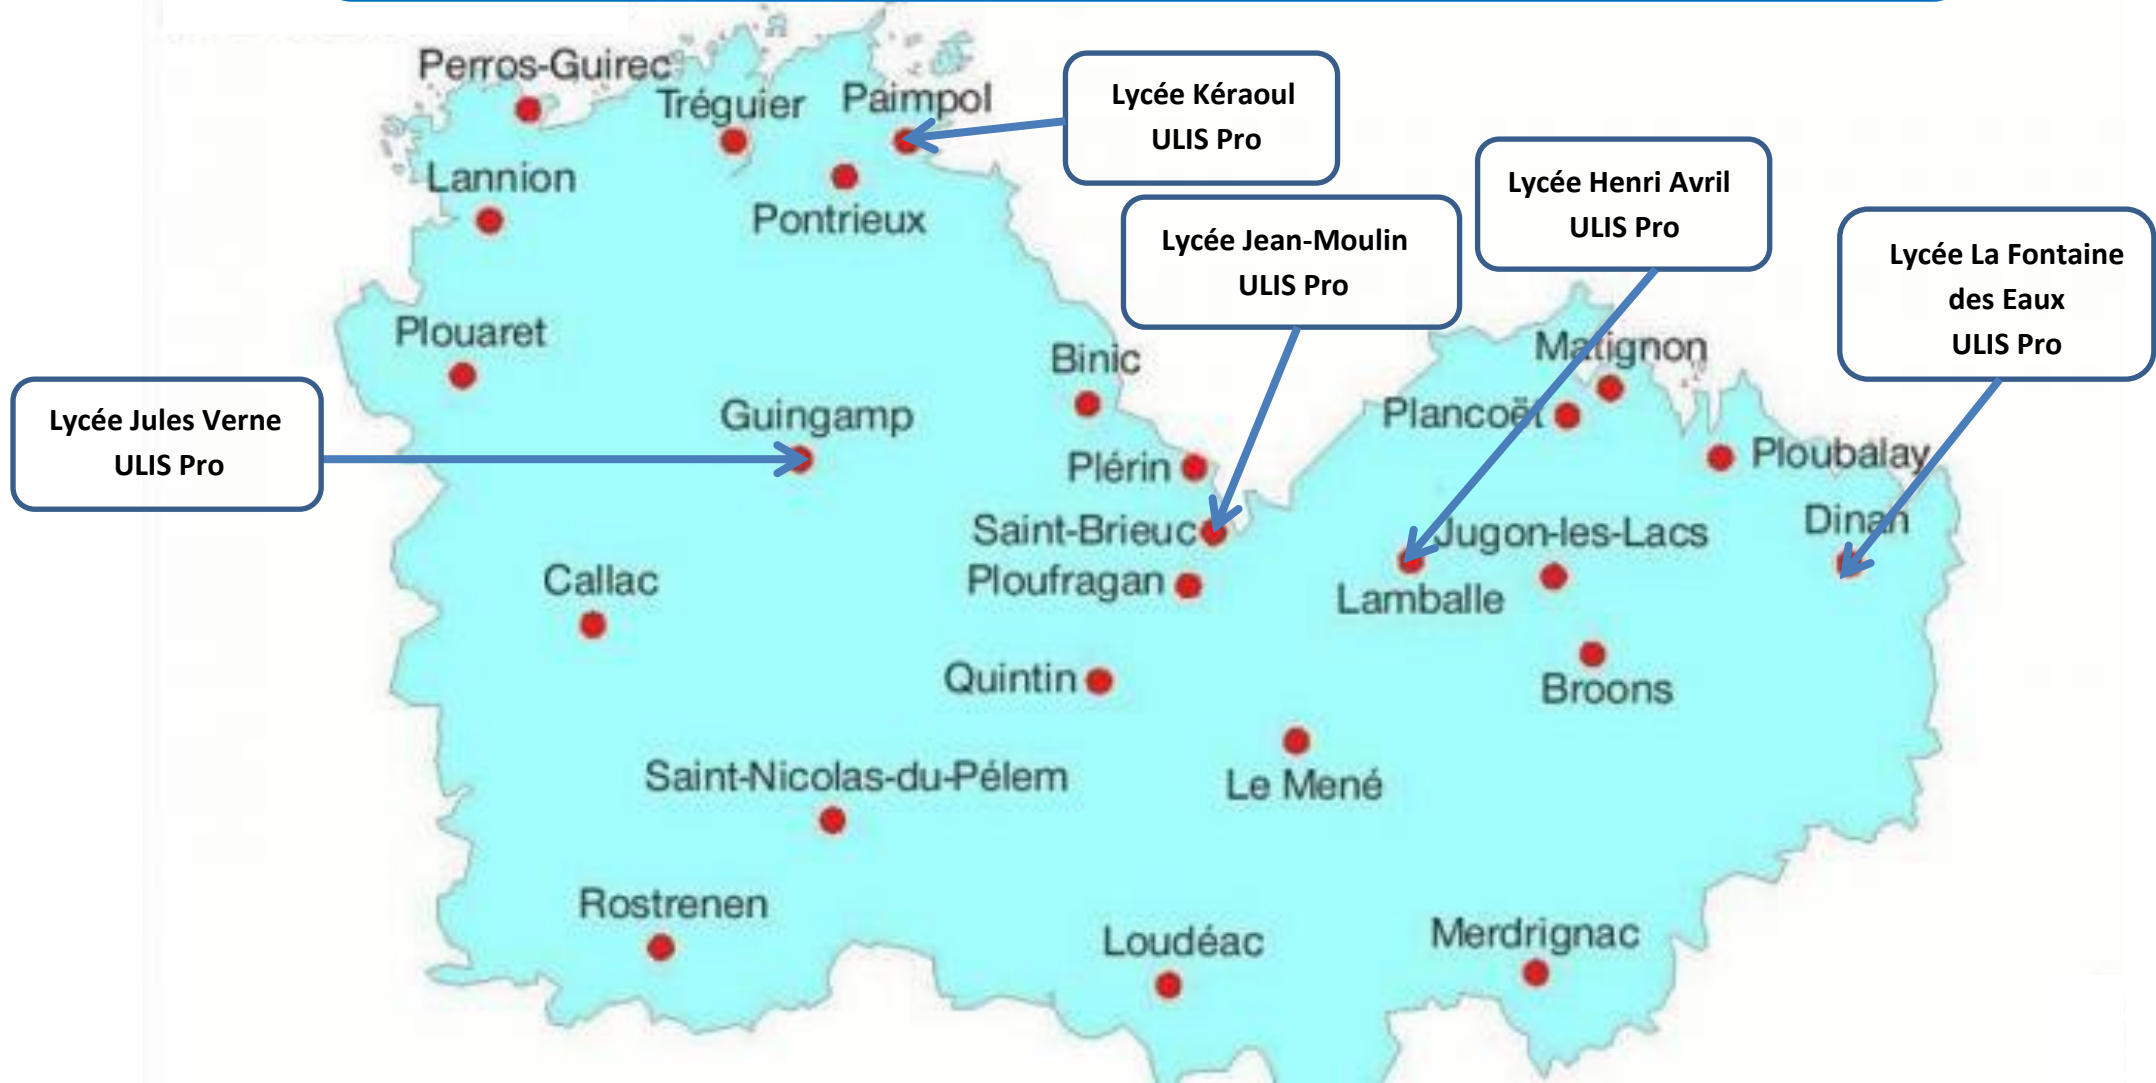 Perros-Guirec
Tréguier
Paimpol
Lycée Kéraoul
ULIS Pro
Lannion
Pontrieux
Lycée Henri Avril
ULIS Pro
Lycée Jean-Moulin
ULIS Pro
Lycée La Fontaine
des Eaux
ULIS Pro
Plouaret
Binic
Matignon
Lycée Jules Verne
ULIS Pro
Guingamp
Plancoët
Plérin
Ploubalay
Saint-Brieuc
Jugon-les-Lacs
Dinan
Callac
Ploufragan
Lamballe
Quintin
Broons
Saint-Nicolas-du-Pélem
Le Mené
Rostrenen
Loudéac
Merdrignac